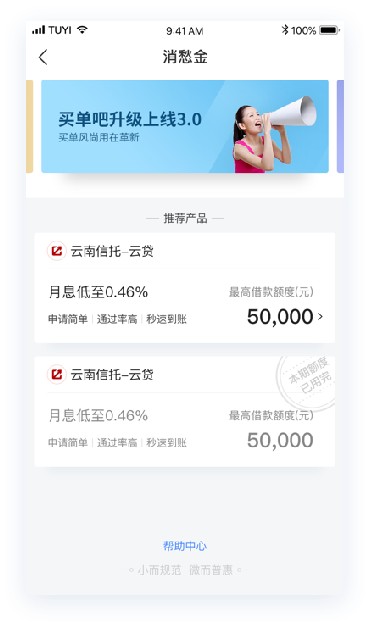 TUYI 9:41 AM 100%
消愁金
买单吧升级上线3.0
买单风尚用在革新
推荐产品
云南信托-云贷
月息低至0.46% 最高借款额度(元)
申请简单 | 通过率高 | 秒速到账 50,000
云南信托-云贷
本期额度
已用完
月息低至0.46% 最高借款额度(元)
申请简单 | 通过率高 | 秒速到账 50,000
帮助中心
小而规范 微而普惠